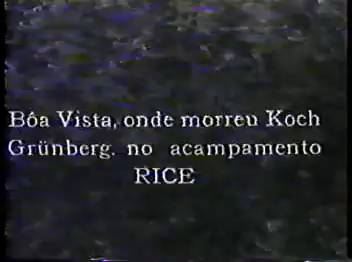 Bôa Vista, onde morreu Koch
Grünberg. no acampamento
RICE